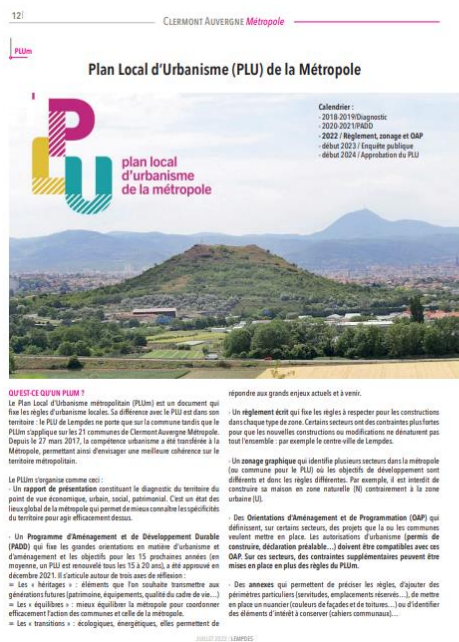 12
CLERMONT AUVERGNE Métropole
PLUm
Plan Local d'Urbanisme (PLU) de la Métropole
PLU
plan local
d'urbanisme
de la métropole
Calendrier :
- 2018-2019/Diagnostic
- 2020-2021/PADD
- 2022 / Règlement, zonage et OAP
- début 2023 / Enquête publique
- début 2024 / Approbation du PLU
QU'EST-CE QU'UN PLUM ?
Le Plan Local d'Urbanisme métropolitain (PLUm) est un document qui
fixe les règles d'urbanisme locales. Sa différence avec le PLU est dans son
territoire : le PLU de Lempdes ne porte que sur la commune tandis que le
PLUm s'applique sur les 21 communes de Clermont Auvergne Métropole.
Depuis le 27 mars 2017, la compétence urbanisme a été transférée à la
Métropole, permettant ainsi d'envisager une meilleure cohérence sur le
territoire métropolitain.
Le PLUm s'organise comme ceci :
- Un rapport de présentation constituent le diagnostic du territoire du
point de vue économique, urbain, social, patrimonial. C'est un état des
lieux global de la métropole qui permet de mieux connaître les spécificités
du territoire pour agir efficacement dessus.
- Un Programme d'Aménagement et de Développement Durable
(PADD) qui fixe les grandes orientations en matière d'urbanisme et
d'aménagement et les objectifs pour les 15 prochaines années (en
moyenne, un PLU est renouvelé tous les 15 à 20 ans), a été approuvé en
décembre 2021. Il s'articule autour de trois axes de réflexion :
= Les « héritages » : éléments que l'on souhaite transmettre aux
générations futures (patrimoine, équipements, qualité du cadre de vie...)
= Les « équilibres » : mieux équilibrer la métropole pour coordonner
efficacement l'action des communes et celle de la métropole.
= Les « transitions » : écologiques, énergétiques, elles permettent de
répondre aux grands enjeux actuels et à venir.
- Un règlement écrit qui fixe les règles à respecter pour les constructions
dans chaque type de zone. Certains secteurs ont des contraintes plus fortes
pour que les nouvelles constructions ou modifications ne dénaturent pas
tout l'ensemble : par exemple le centre-ville de Lempdes.
- Un zonage graphique qui identifie plusieurs secteurs dans la métropole
(ou commune pour le PLU) où les objectifs de développement sont
différents et donc les règles différentes. Par exemple, il est interdit de
construire sa maison en zone naturelle (N) contrairement à la zone
urbaine (U).
- Des Orientations d'Aménagement et de Programmation (OAP) qui
définissent, sur certains secteurs, des projets que la ou les communes
veulent mettre en place. Les autorisations d'urbanisme (permis de
construire, déclaration préalable...) doivent être compatibles avec ces
OAP. Sur ces secteurs, des contraintes supplémentaires peuvent être
mises en place en plus des règles du PLUm.
- Des annexes qui permettent de préciser les règles, d'ajouter des
périmètres particuliers (servitudes, emplacements réservés...), de mettre
en place un nuancier (couleurs de façades et de toitures...) ou d'identifier
des éléments d'intérêt à conserver (cahiers communaux)...
JUILLET 2022 | LEMPDES